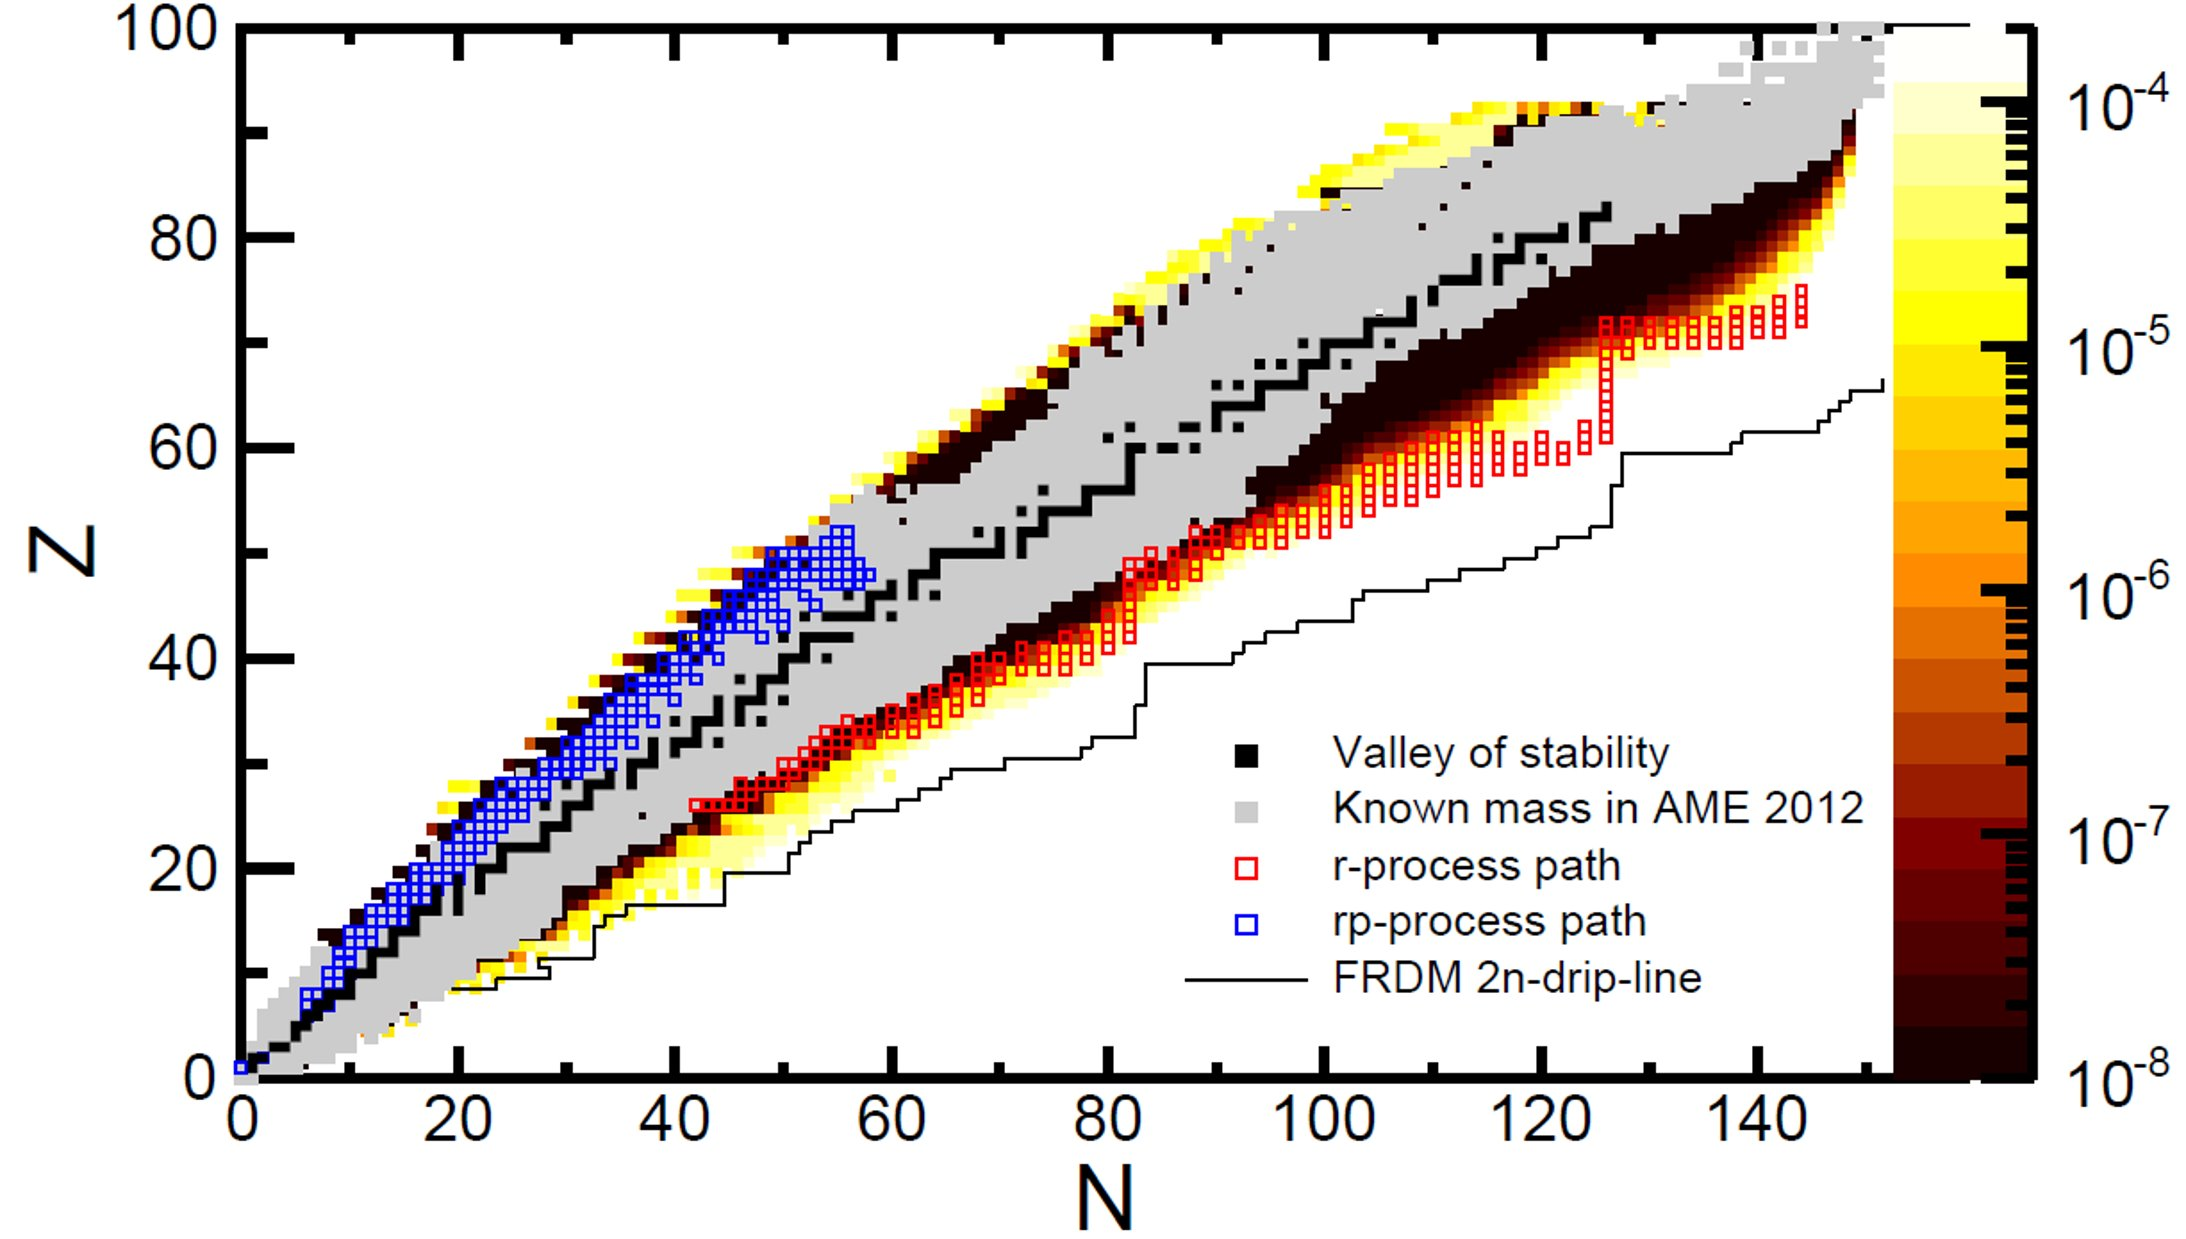 100
80
60
40
20
0
Z
0 20 40 60 80 100 120 140
N
Valley of stability
Known mass in AME 2012
r-process path
rp-process path
FRDM 2n-drip-line
10-4
10-5
10-6
10-7
10-8